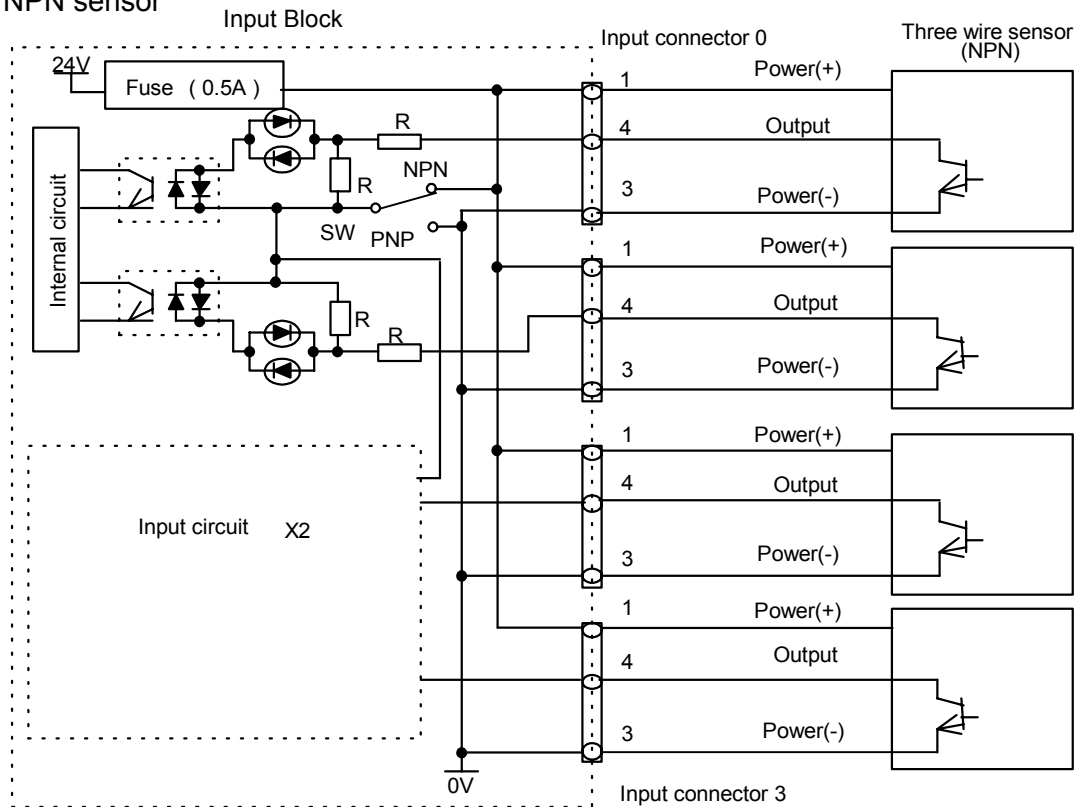 NPN sensor
Input Block
Input connector 0
Three wire sensor
(NPN)
24V
Fuse ( 0.5A )
1
Power(+)
R
4
Output
NPN
R
3
Power(-)
Internal circuit
SW
PNP
1
Power(+)
4
Output
R
R
3
Power(-)
1
Power(+)
4
Output
Input circuit X2
3
Power(-)
1
Power(+)
4
Output
3
Power(-)
0V
Input connector 3